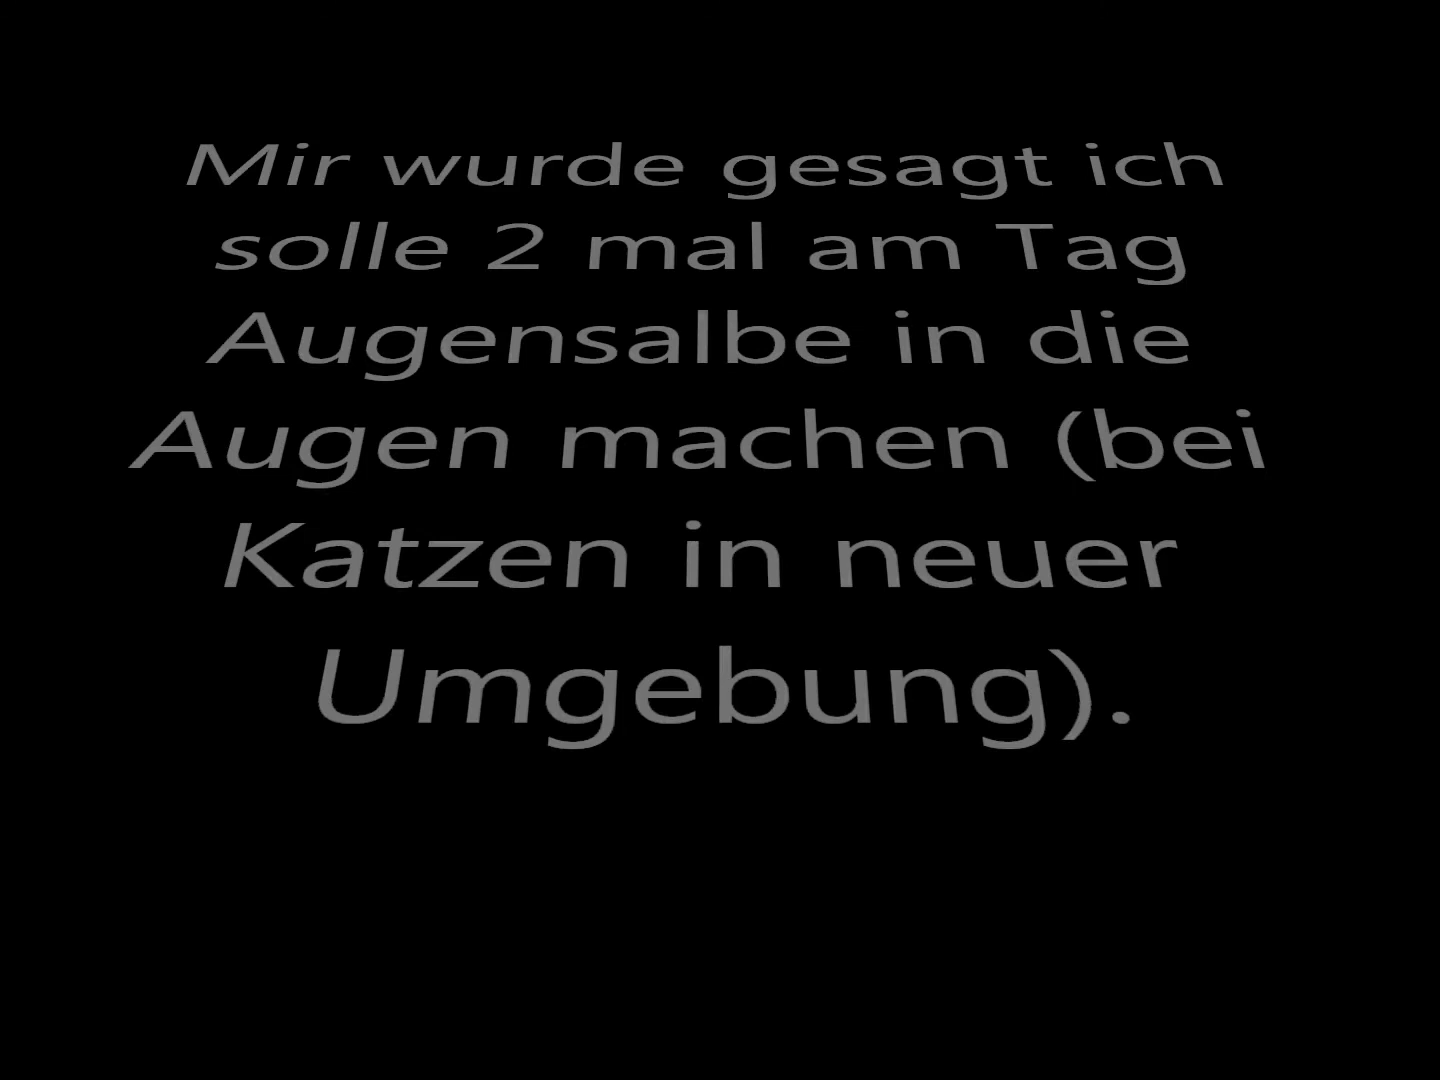 Mir wurde gesagt ich
solle 2 mal am Tag
Augensalbe in die
Augen machen (bei
Katzen in neuer
Umgebung).